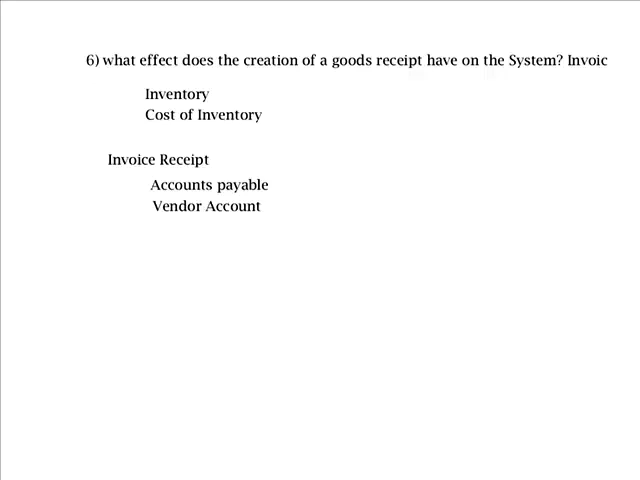 6) what effect does the creation of a goods receipt have on the System? Invoic
Inventory
Cost of Inventory
Invoice Receipt
Accounts payable
Vendor Account